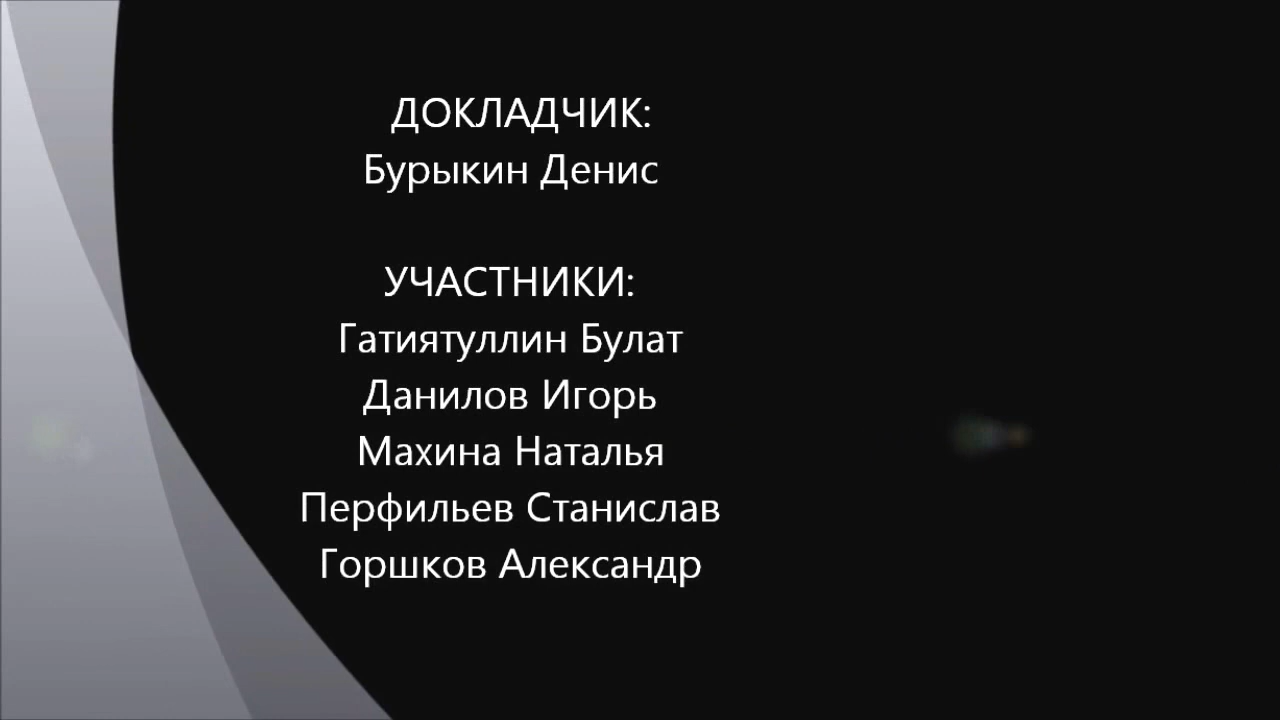 ДОКЛАДЧИК:
Бурыкин Денис
УЧАСТНИКИ:
Гатиятуллин Булат
Данилов Игорь
Махина Наталья
Перфильев Станислав
Горшков Александр